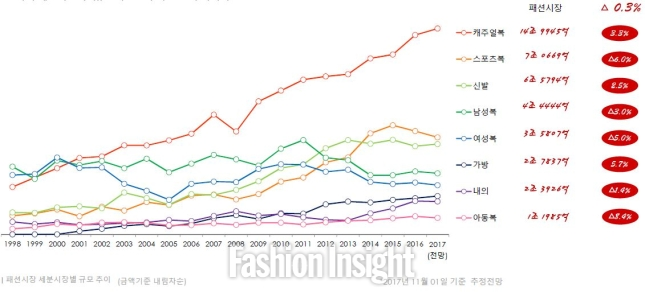 패션시장 △ 0.3%
캐주얼복 14조 9945억 3.3%
스포츠복 7조 0669억 △6.0%
신발 6조 5794억 8.5%
남성복 4조 4444억 △3.0%
여성복 3조 5807억 △5.0%
가방 2조 7837억 5.7%
내의 2조 3926억 △1.4%
아동복 1조 1985억 △8.4%
1998 1999 2000 2001 2002 2003 2004 2005 2006 2007 2008 2009 2010 2011 2012 2013 2014 2015 2016 2017
(전망)
Fashion Insight
| 패션시장 세분시장별 규모 추이 (금액기준 내림차순) 2017년 11월 01일 기준 추정전망